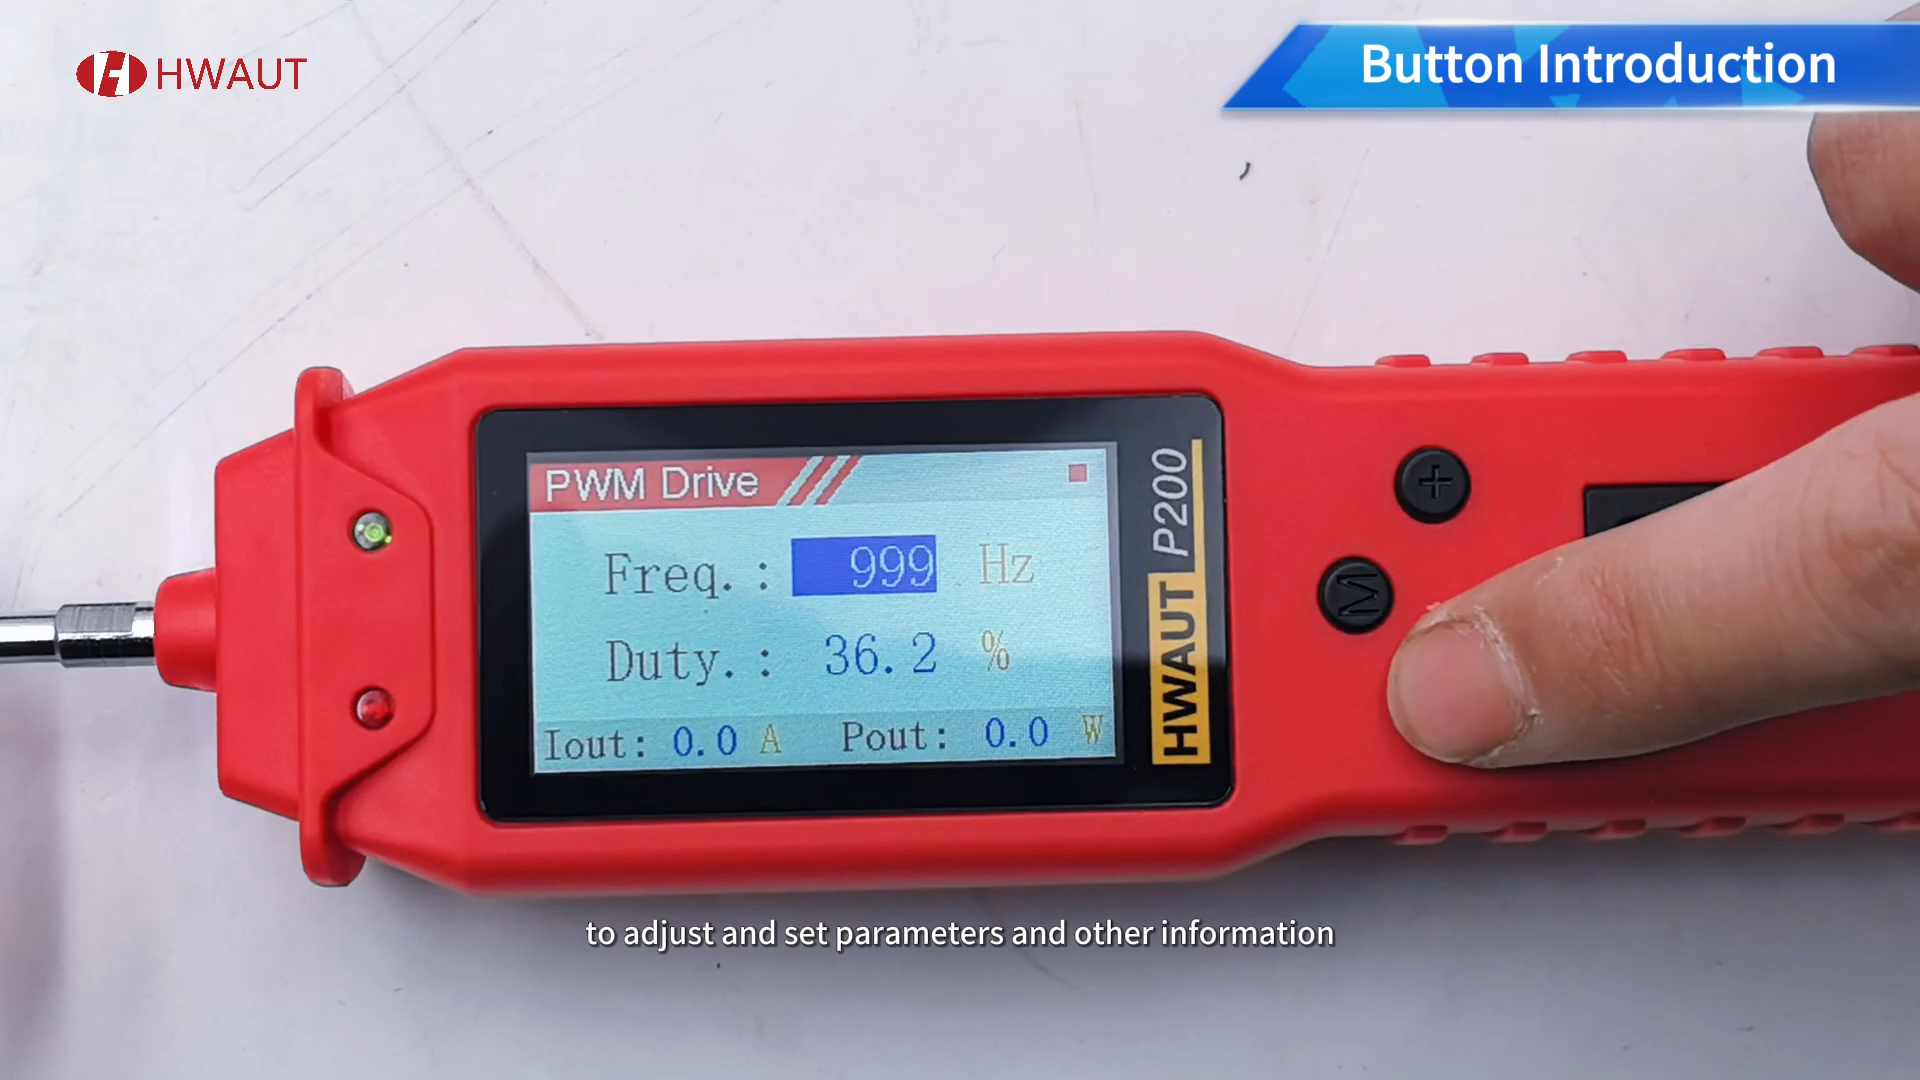 HWAUT
Button Introduction
PWM Drive
Freq.: 999 Hz
Duty.: 36.2 %
Iout: 0.0 A Pout: 0.0 W
HWAUT P200
+
M
to adjust and set parameters and other information